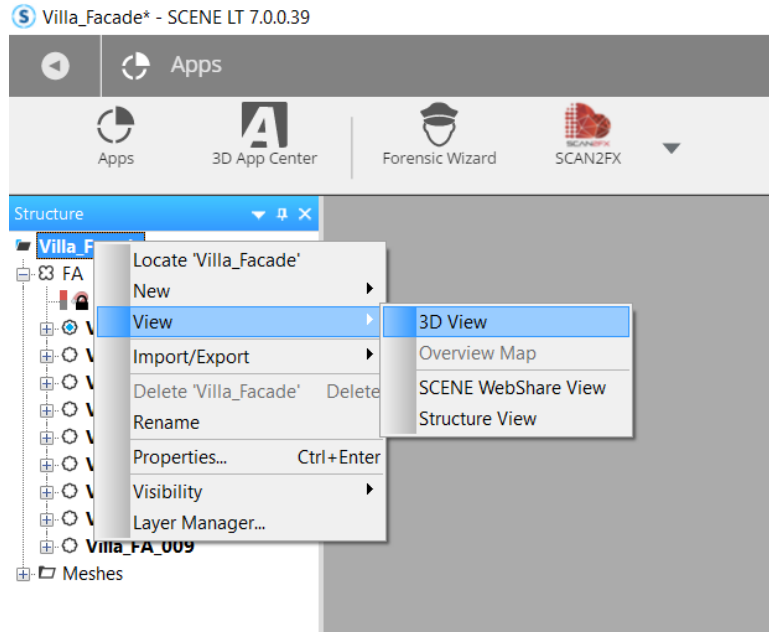 Villa_Facade* - SCENE LT 7.0.0.39
Apps
Apps
3D App Center
Forensic Wizard
SCAN2FX
Structure
Locate 'Villa_Facade'
FA
New
View
3D View
Overview Map
Import/Export
SCENE WebShare View
Delete 'Villa_Facade' Delete
Structure View
Rename
Properties... Ctrl+Enter
Visibility
Layer Manager...
Villa_FA_009
Meshes